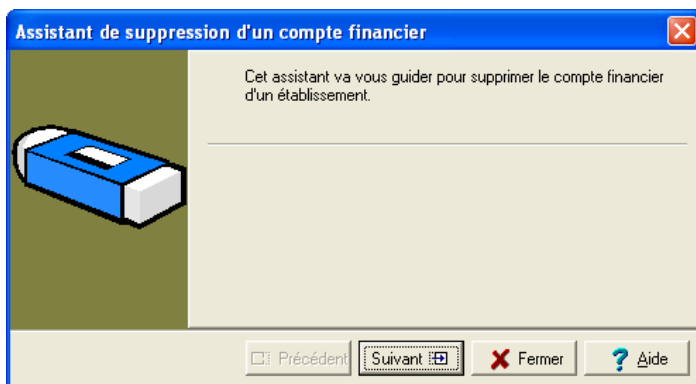 Assistant de suppression d'un compte financier
Cet assistant va vous guider pour supprimer le compte financier
d'un établissement.
Précédent Suivant Fermer Aide